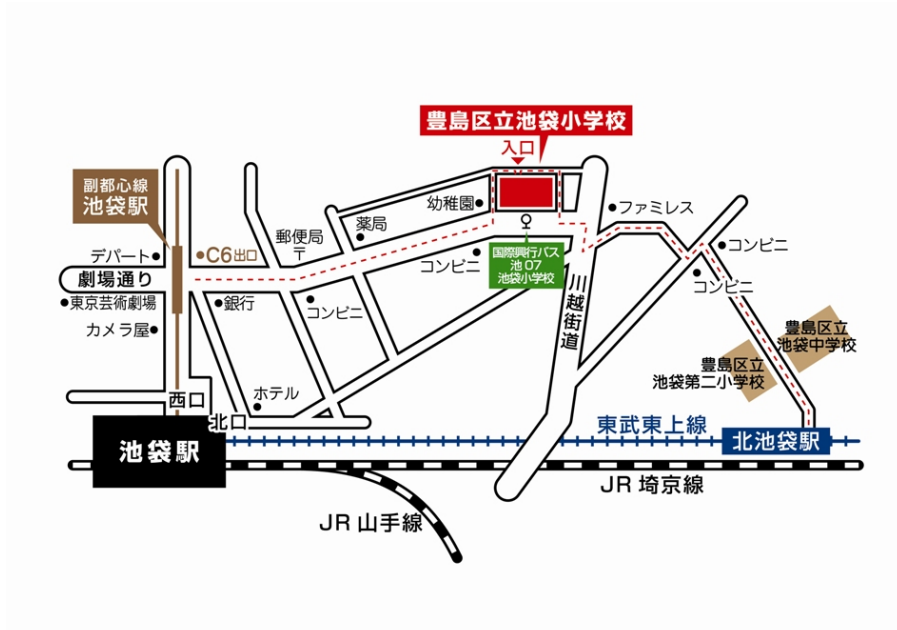 豊島区立池袋小学校
入口
副都心線
池袋駅
幼稚園
ファミレス
薬局
郵便局
〒
デパート
C6出口
コンビニ
国際興行バス
池07
池袋小学校
コンビニ
劇場通り
コンビニ
東京芸術劇場
銀行
コンビニ
川越街道
カメラ屋
豊島区立
池袋中学校
豊島区立
池袋第二小学校
ホテル
西口
北口
東武東上線
池袋駅
北池袋駅
JR埼京線
JR山手線